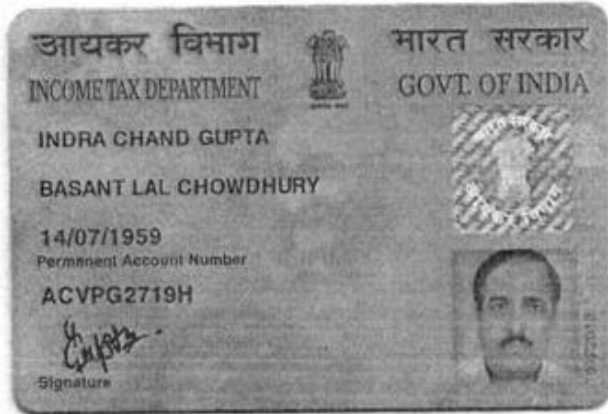 आयकर विभाग
भारत सरकार
INCOME TAX DEPARTMENT
GOVT. OF INDIA
INDRA CHAND GUPTA
BASANT LAL CHOWDHURY
14/07/1959
Permanent Account Number
ACVPG2719H
Signature